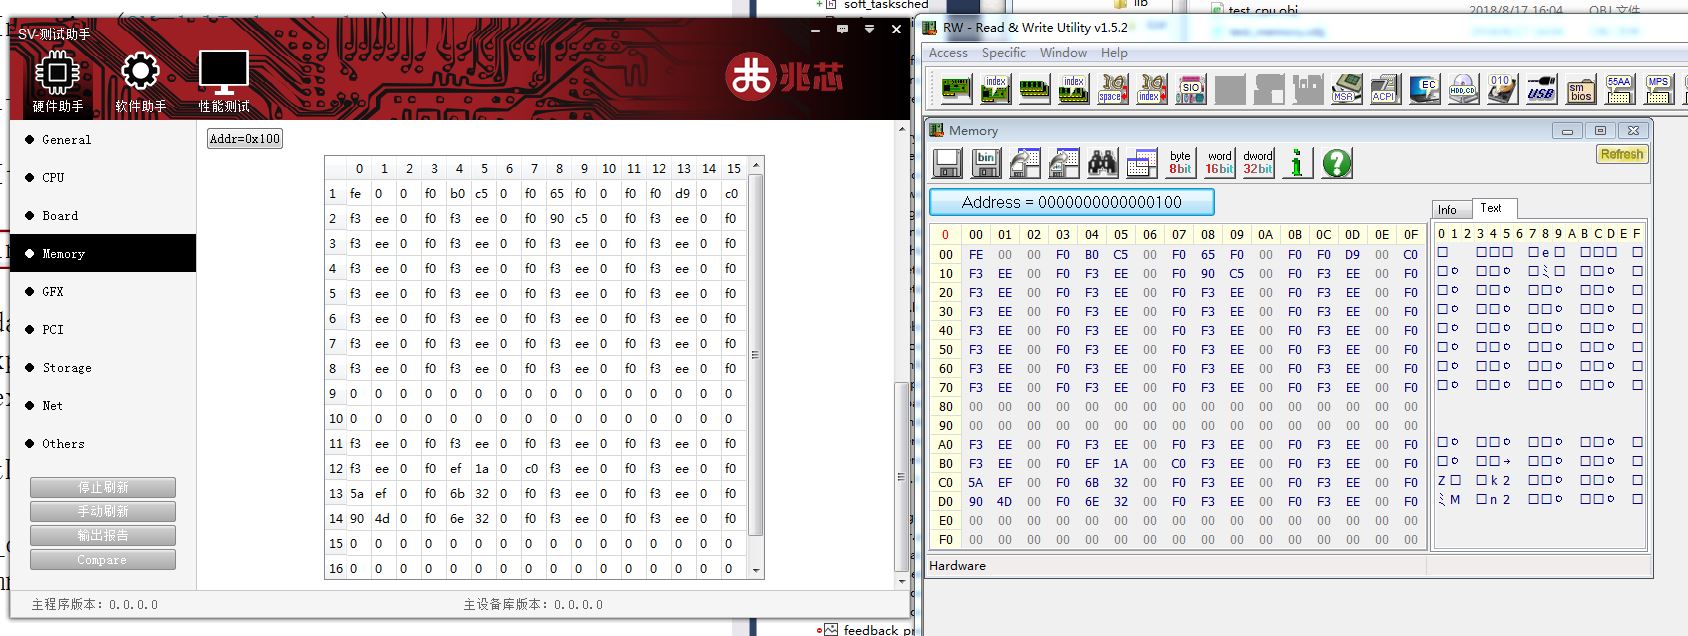 soft_tasksched
lib
test_cpu.obj
2018/8/17 16:04
OBJ 文件
SV-测试助手
硬件助手
软件助手
性能测试
兆芯
General
CPU
Board
Memory
GFX
PCI
Storage
Net
Others
停止刷新
手动刷新
输出报告
Compare
Addr=0x100
0 1 2 3 4 5 6 7 8 9 10 11 12 13 14 15
1 fe 0 0 f0 b0 c5 0 f0 65 f0 0 f0 f0 d9 0 c0
2 f3 ee 0 f0 f3 ee 0 f0 90 c5 0 f0 f3 ee 0 f0
3 f3 ee 0 f0 f3 ee 0 f0 f3 ee 0 f0 f3 ee 0 f0
4 f3 ee 0 f0 f3 ee 0 f0 f3 ee 0 f0 f3 ee 0 f0
5 f3 ee 0 f0 f3 ee 0 f0 f3 ee 0 f0 f3 ee 0 f0
6 f3 ee 0 f0 f3 ee 0 f0 f3 ee 0 f0 f3 ee 0 f0
7 f3 ee 0 f0 f3 ee 0 f0 f3 ee 0 f0 f3 ee 0 f0
8 f3 ee 0 f0 f3 ee 0 f0 f3 ee 0 f0 f3 ee 0 f0
9 0 0 0 0 0 0 0 0 0 0 0 0 0 0 0 0
10 0 0 0 0 0 0 0 0 0 0 0 0 0 0 0 0
11 f3 ee 0 f0 f3 ee 0 f0 f3 ee 0 f0 f3 ee 0 f0
12 f3 ee 0 f0 ef 1a 0 c0 f3 ee 0 f0 f3 ee 0 f0
13 5a ef 0 f0 6b 32 0 f0 f3 ee 0 f0 f3 ee 0 f0
14 90 4d 0 f0 6e 32 0 f0 f3 ee 0 f0 f3 ee 0 f0
15 0 0 0 0 0 0 0 0 0 0 0 0 0 0 0 0
16 0 0 0 0 0 0 0 0 0 0 0 0 0 0 0 0
主程序版本: 0.0.0.0
主设备库版本: 0.0.0.0
RW - Read & Write Utility v1.5.2
Access Specific Window Help
index
index
space
index
SIO
MSR
ACPI
EC
HDD,CD
010
USB
sm bios
55AA
MPS
Memory
bin
byte 8bit
word 16bit
dword 32bit
Refresh
Address = 0000000000000100
Info
Text
0 00 01 02 03 04 05 06 07 08 09 0A 0B 0C 0D 0E 0F
00 FE 00 00 F0 B0 C5 00 F0 65 F0 00 F0 F0 D9 00 C0
10 F3 EE 00 F0 F3 EE 00 F0 90 C5 00 F0 F3 EE 00 F0
20 F3 EE 00 F0 F3 EE 00 F0 F3 EE 00 F0 F3 EE 00 F0
30 F3 EE 00 F0 F3 EE 00 F0 F3 EE 00 F0 F3 EE 00 F0
40 F3 EE 00 F0 F3 EE 00 F0 F3 EE 00 F0 F3 EE 00 F0
50 F3 EE 00 F0 F3 EE 00 F0 F3 EE 00 F0 F3 EE 00 F0
60 F3 EE 00 F0 F3 EE 00 F0 F3 EE 00 F0 F3 EE 00 F0
70 F3 EE 00 F0 F3 EE 00 F0 F3 EE 00 F0 F3 EE 00 F0
80 00 00 00 00 00 00 00 00 00 00 00 00 00 00 00 00
90 00 00 00 00 00 00 00 00 00 00 00 00 00 00 00 00
A0 F3 EE 00 F0 F3 EE 00 F0 F3 EE 00 F0 F3 EE 00 F0
B0 F3 EE 00 F0 EF 1A 00 C0 F3 EE 00 F0 F3 EE 00 F0
C0 5A EF 00 F0 6B 32 00 F0 F3 EE 00 F0 F3 EE 00 F0
D0 90 4D 00 F0 6E 32 00 F0 F3 EE 00 F0 F3 EE 00 F0
E0 00 00 00 00 00 00 00 00 00 00 00 00 00 00 00 00
F0 00 00 00 00 00 00 00 00 00 00 00 00 00 00 00 00
0 1 2 3 4 5 6 7 8 9 A B C D E F
e
Z k 2
M n 2
Hardware
feedback_pr